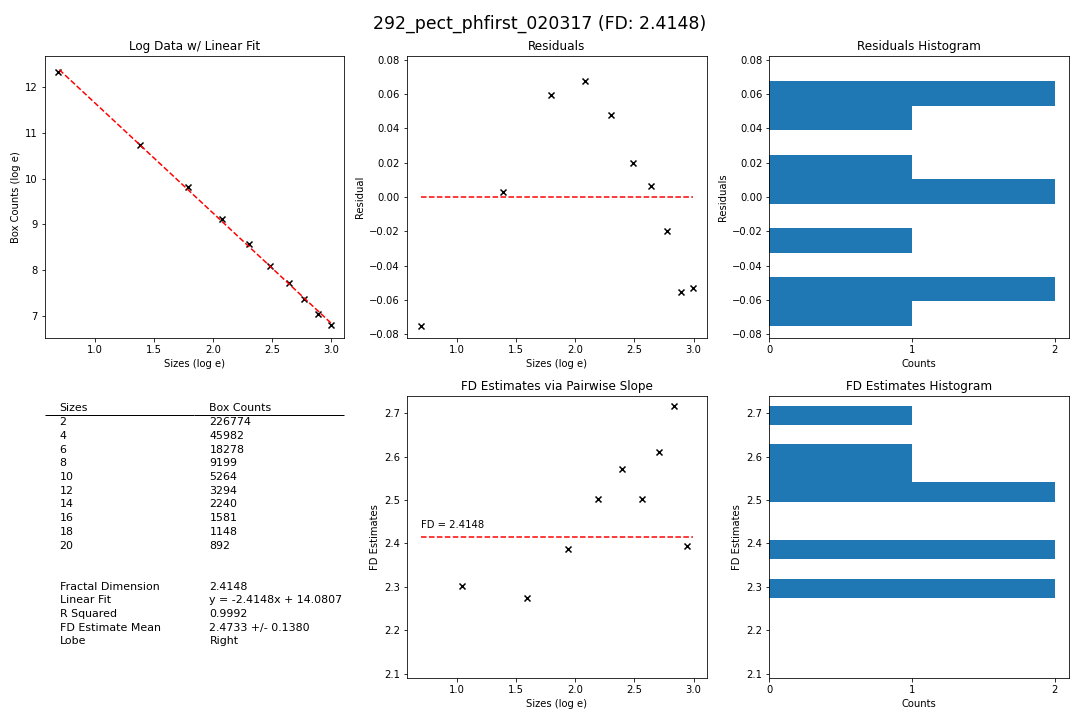 292_pect_phfirst_020317 (FD: 2.4148)
Log Data w/ Linear Fit
12
11
10
9
8
7
Box Counts (log e)
1.0 1.5 2.0 2.5 3.0
Sizes (log e)
Residuals
0.08
0.06
0.04
0.02
0.00
−0.02
−0.04
−0.06
−0.08
Residual
1.0 1.5 2.0 2.5 3.0
Sizes (log e)
Residuals Histogram
0.08
0.06
0.04
0.02
0.00
−0.02
−0.04
−0.06
−0.08
Residuals
0 1 2
Counts
Sizes Box Counts
2 226774
4 45982
6 18278
8 9199
10 5264
12 3294
14 2240
16 1581
18 1148
20 892
Fractal Dimension 2.4148
Linear Fit y = -2.4148x + 14.0807
R Squared 0.9992
FD Estimate Mean 2.4733 +/- 0.1380
Lobe Right
FD Estimates via Pairwise Slope
2.7
2.6
2.5
2.4
2.3
2.2
2.1
FD Estimates
FD = 2.4148
1.0 1.5 2.0 2.5 3.0
Sizes (log e)
FD Estimates Histogram
2.7
2.6
2.5
2.4
2.3
2.2
2.1
FD Estimates
0 1 2
Counts